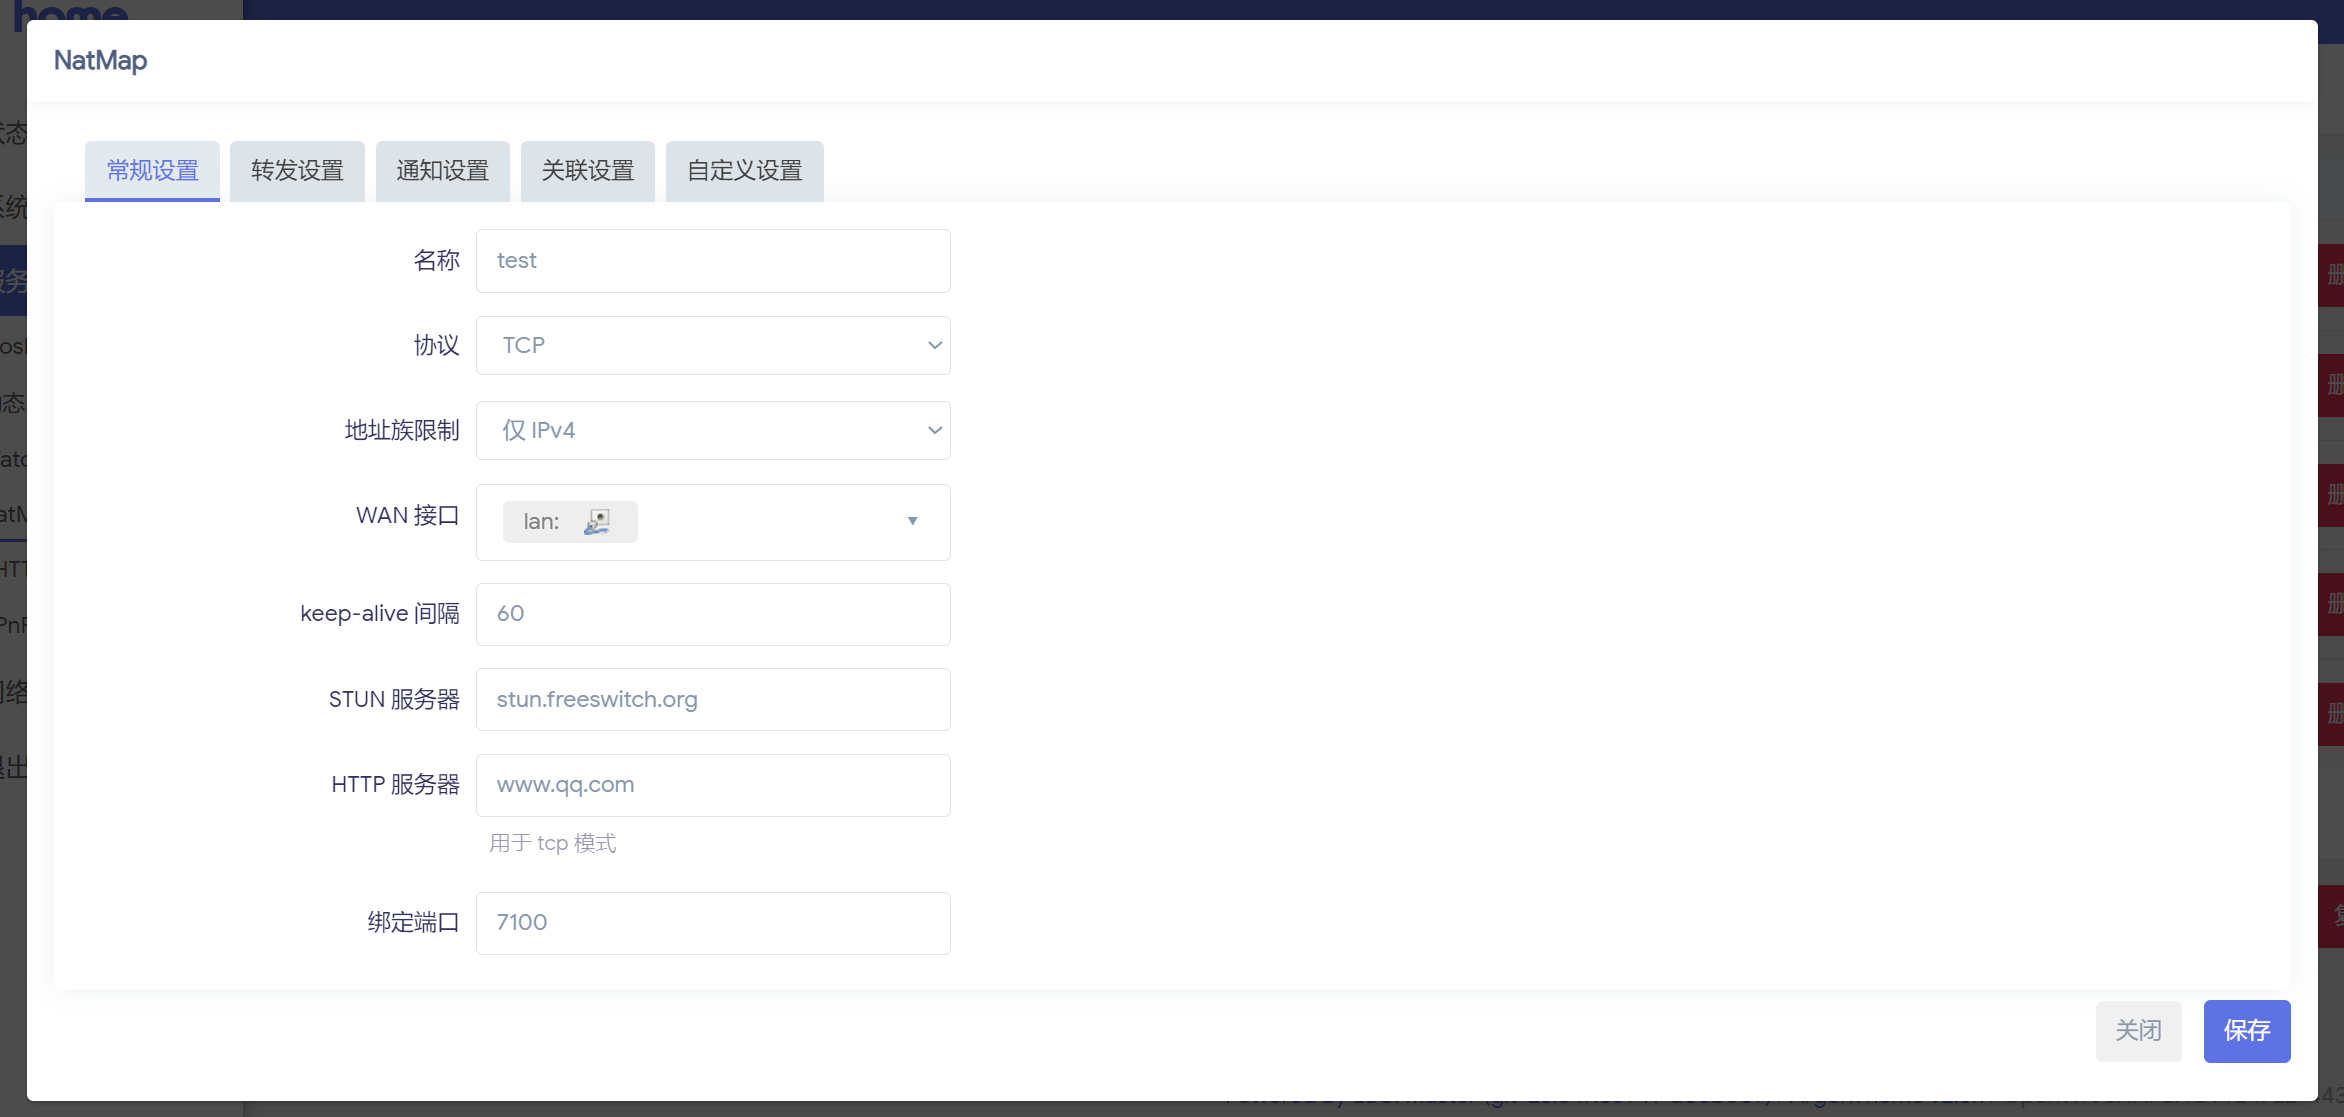 home
NatMap
常规设置
转发设置
通知设置
关联设置
自定义设置
名称
test
协议
TCP
地址族限制
仅 IPv4
WAN 接口
lan:
keep-alive 间隔
60
STUN 服务器
stun.freeswitch.org
HTTP 服务器
www.qq.com
用于 tcp 模式
绑定端口
7100
关闭
保存